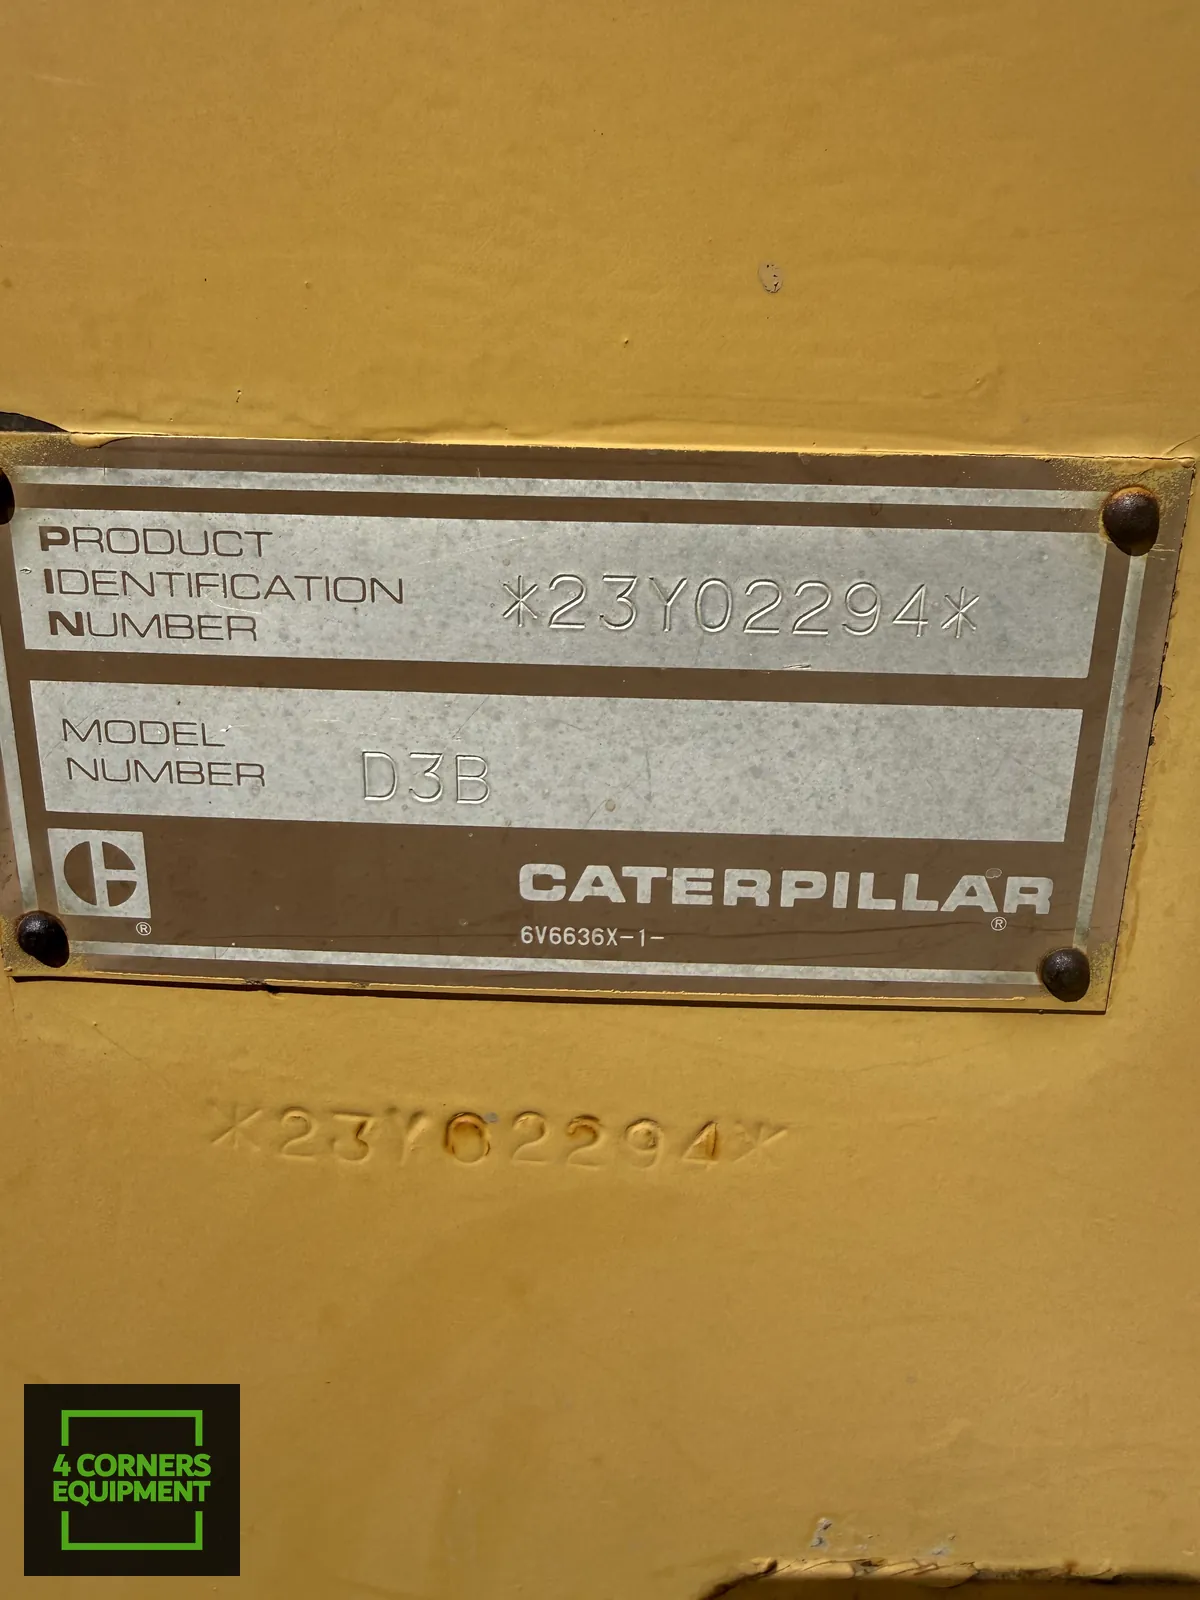 PRODUCT
IDENTIFICATION
NUMBER
*23Y02294*
MODEL
NUMBER
D3B
®
CATERPILLAR
®
6V6636X-1-
*23Y02294*
4 CORNERS
EQUIPMENT